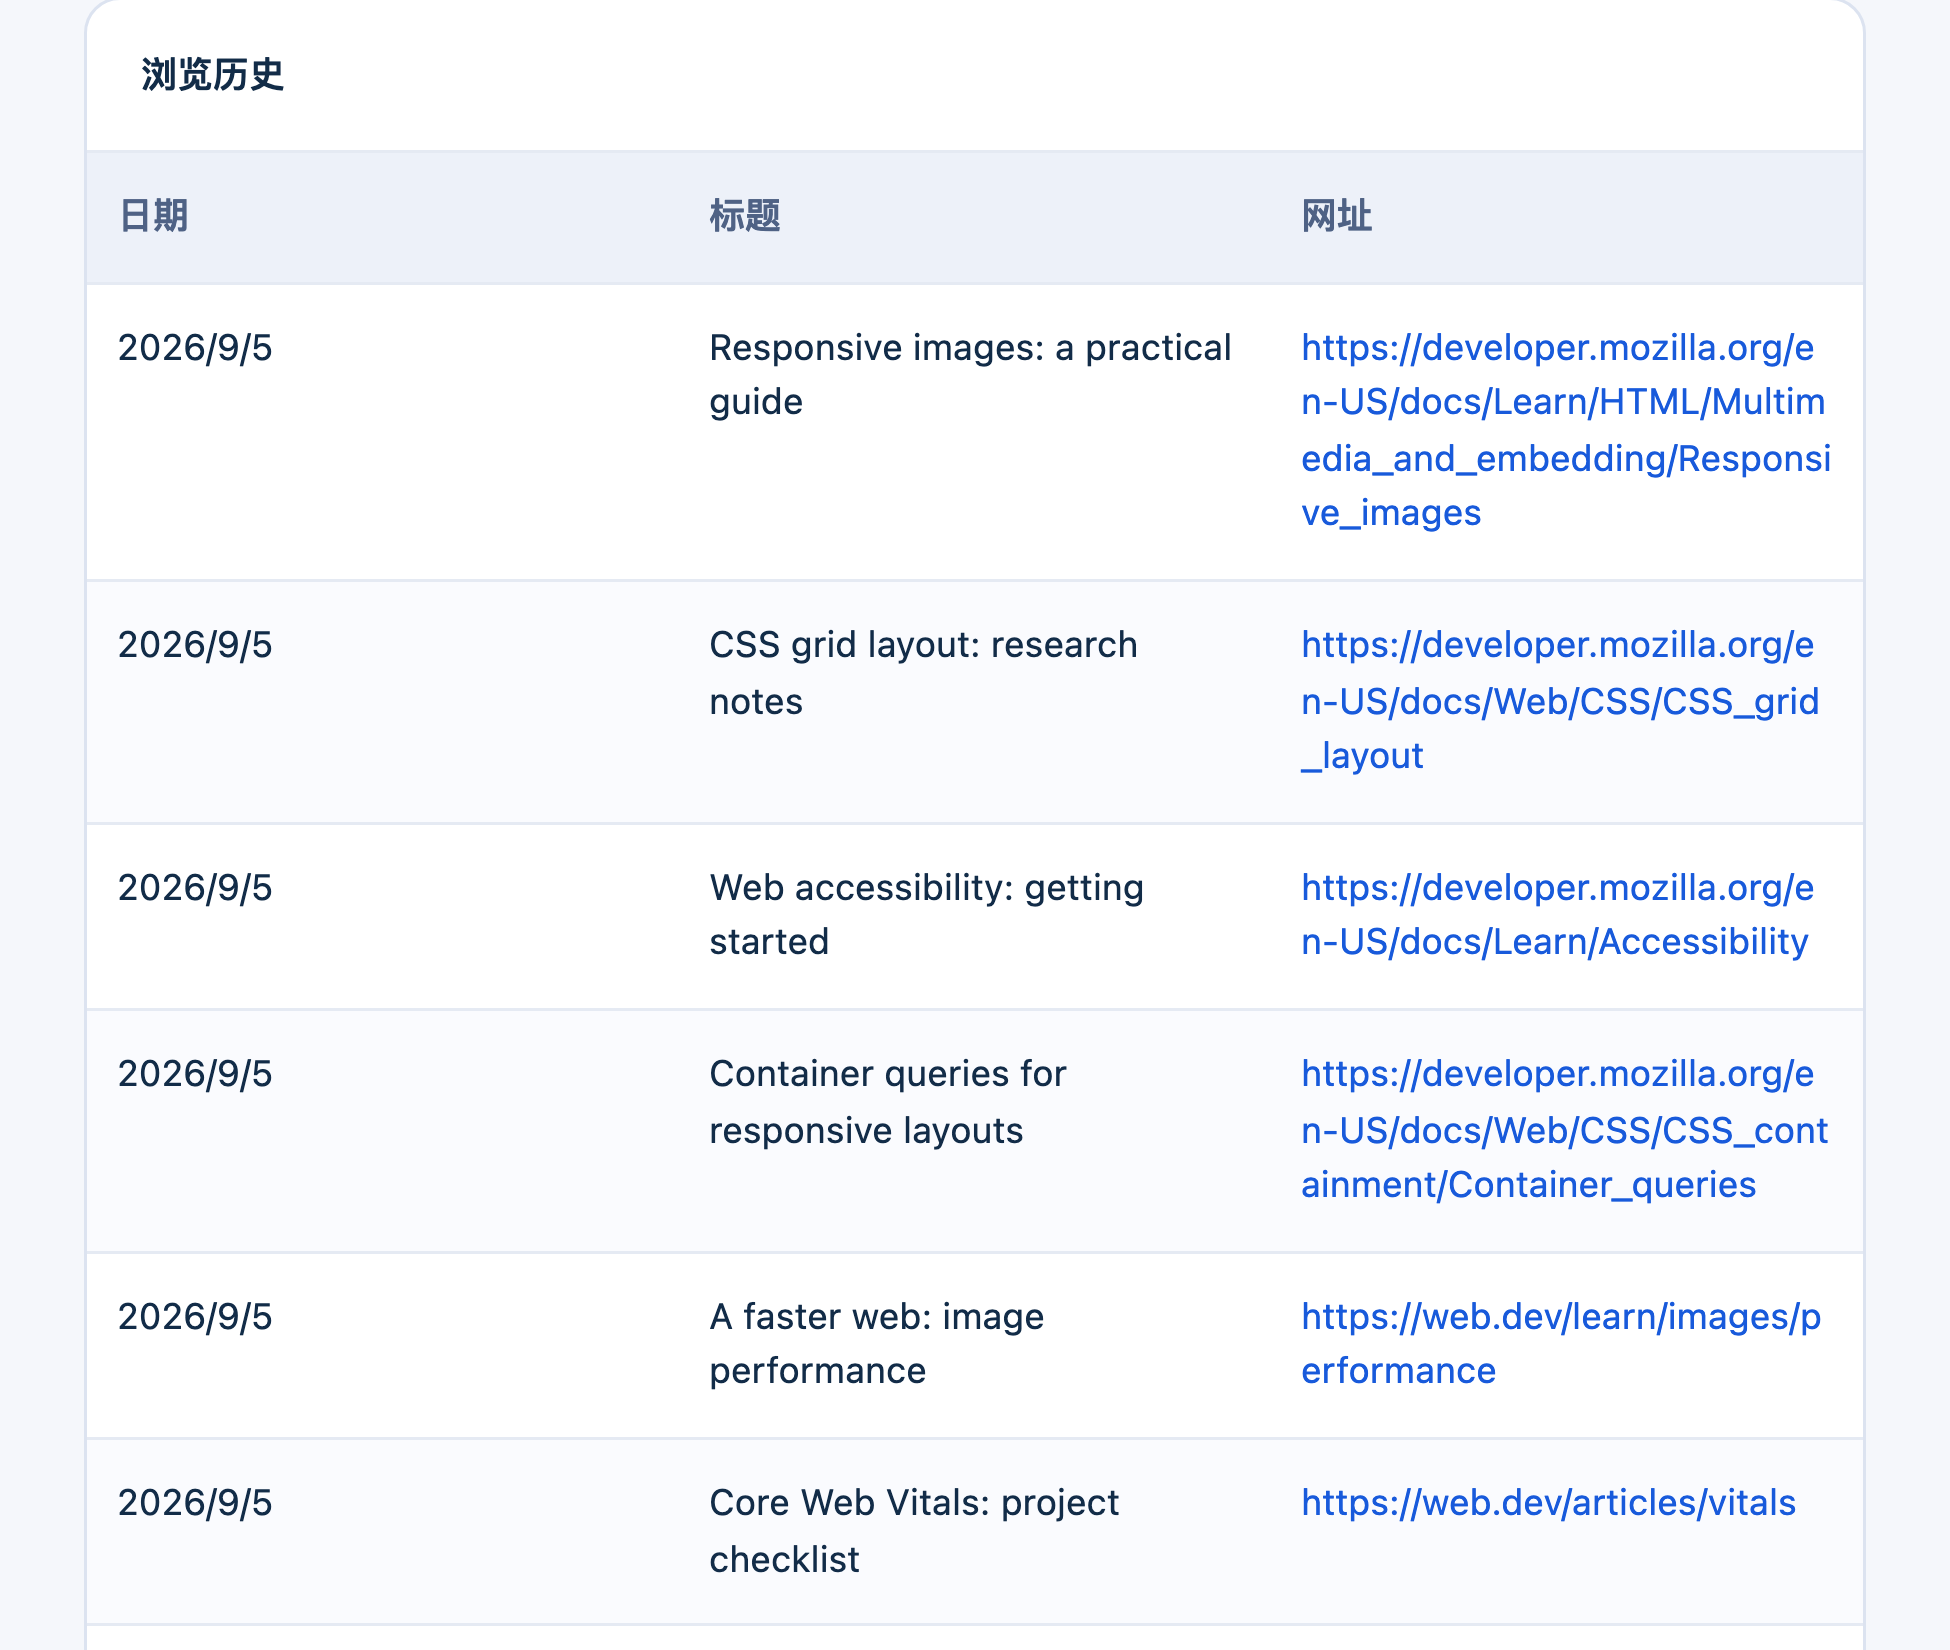 浏览历史
日期 标题 网址
2026/9/5 Responsive images: a practical https://developer.mozilla.org/e
guide n-US/docs/Learn/HTML/Multim
edia_and_embedding/Responsi
ve_images
2026/9/5 CSS grid layout: research https://developer.mozilla.org/e
notes n-US/docs/Web/CSS/CSS_grid
_layout
2026/9/5 Web accessibility: getting https://developer.mozilla.org/e
started n-US/docs/Learn/Accessibility
2026/9/5 Container queries for https://developer.mozilla.org/e
responsive layouts n-US/docs/Web/CSS/CSS_cont
ainment/Container_queries
2026/9/5 A faster web: image https://web.dev/learn/images/p
performance erformance
2026/9/5 Core Web Vitals: project https://web.dev/articles/vitals
checklist